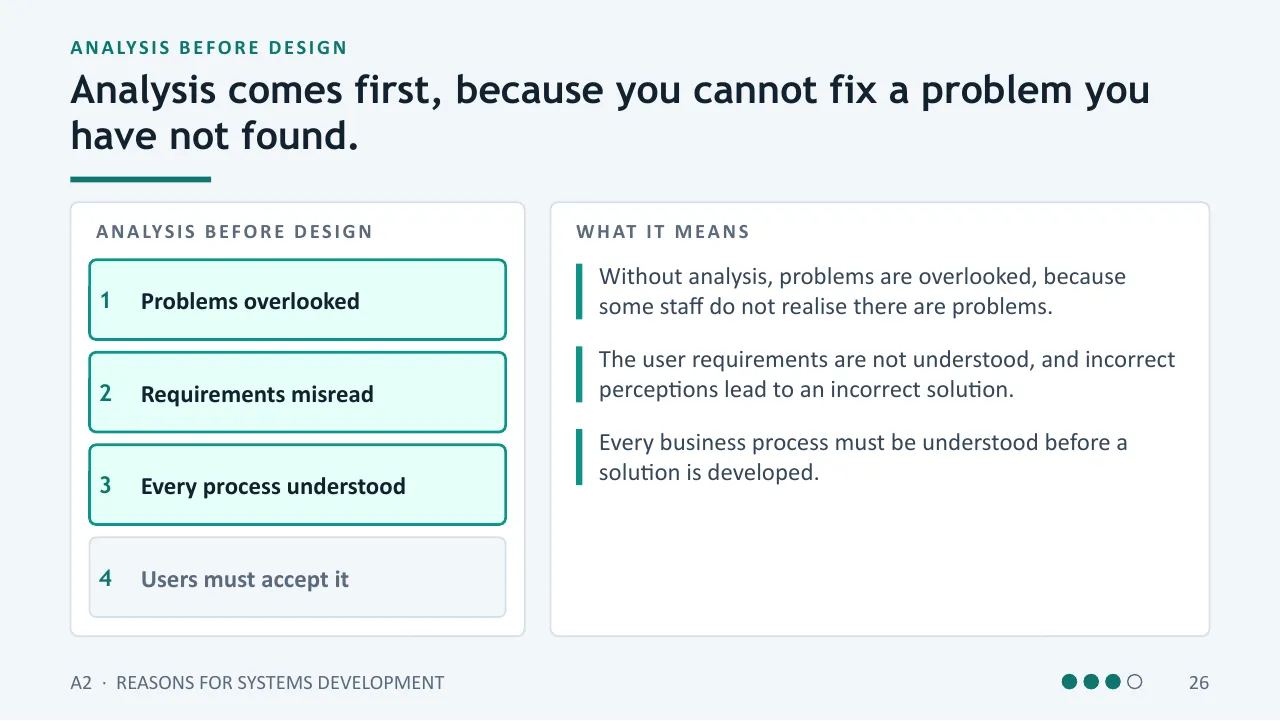 ANALYSIS BEFORE DESIGN
Analysis comes first, because you cannot fix a problem you
have not found.
ANALYSIS BEFORE DESIGN
1 Problems overlooked
2 Requirements misread
3 Every process understood
4 Users must accept it
WHAT IT MEANS
Without analysis, problems are overlooked, because
some staff do not realise there are problems.
The user requirements are not understood, and incorrect
perceptions lead to an incorrect solution.
Every business process must be understood before a
solution is developed.
A2 · REASONS FOR SYSTEMS DEVELOPMENT
26